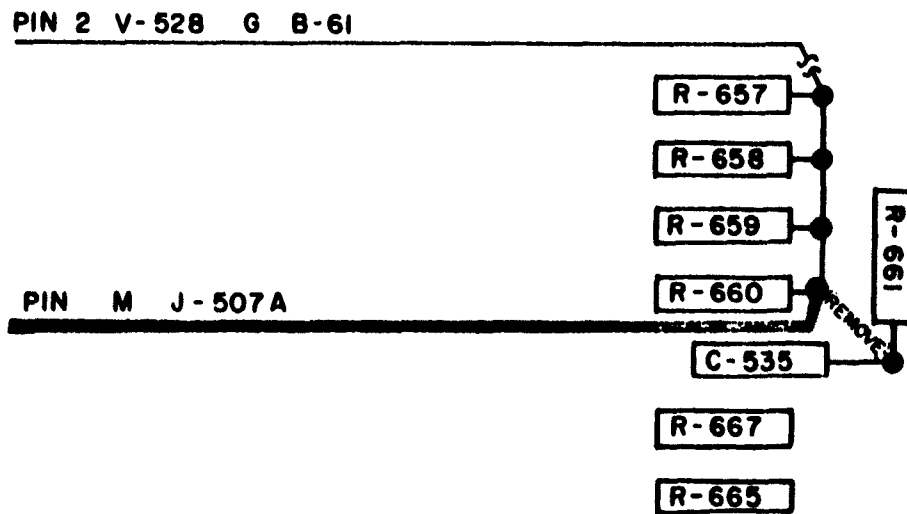 PIN 2 V-528 G B-61
R-657
R-658
R-659
R-661
PIN M J-507A
R-660
REMOVE
C-535
R-667
R-665